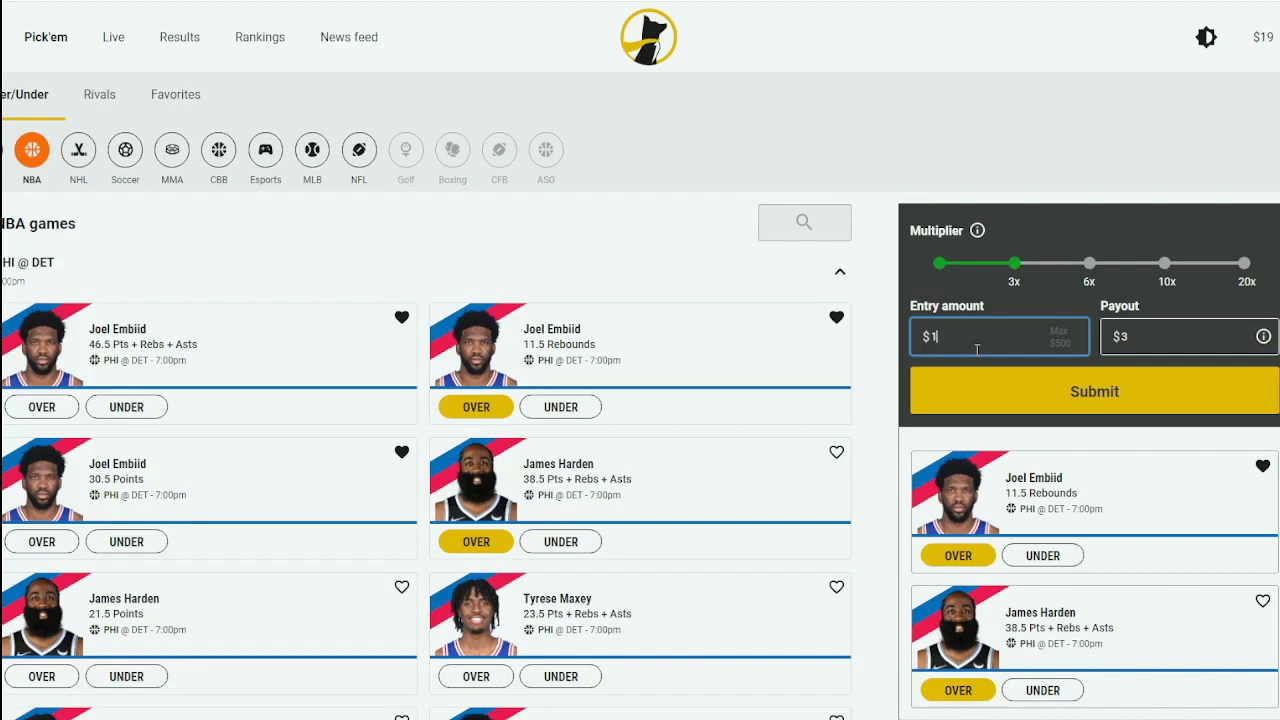 Pick'em
Live
Results
Rankings
News feed
$19
er/Under
Rivals
Favorites
NBA
NHL
Soccer
MMA
CBB
Esports
MLB
NFL
Golf
Boxing
CFB
ASG
NBA games
HI @ DET
00pm
Joel Embiid
46.5 Pts + Rebs + Asts
PHI @ DET - 7:00pm
OVER
UNDER
Joel Embiid
11.5 Rebounds
PHI @ DET - 7:00pm
OVER
UNDER
Joel Embiid
30.5 Points
PHI @ DET - 7:00pm
OVER
UNDER
James Harden
38.5 Pts + Rebs + Asts
PHI @ DET - 7:00pm
OVER
UNDER
James Harden
21.5 Points
PHI @ DET - 7:00pm
OVER
UNDER
Tyrese Maxey
23.5 Pts + Rebs + Asts
PHI @ DET - 7:00pm
OVER
UNDER
Multiplier
3x
6x
10x
20x
Entry amount
Payout
$1
Max
$500
$3
Submit
Joel Embiid
11.5 Rebounds
PHI @ DET - 7:00pm
OVER
UNDER
James Harden
38.5 Pts + Rebs + Asts
PHI @ DET - 7:00pm
OVER
UNDER